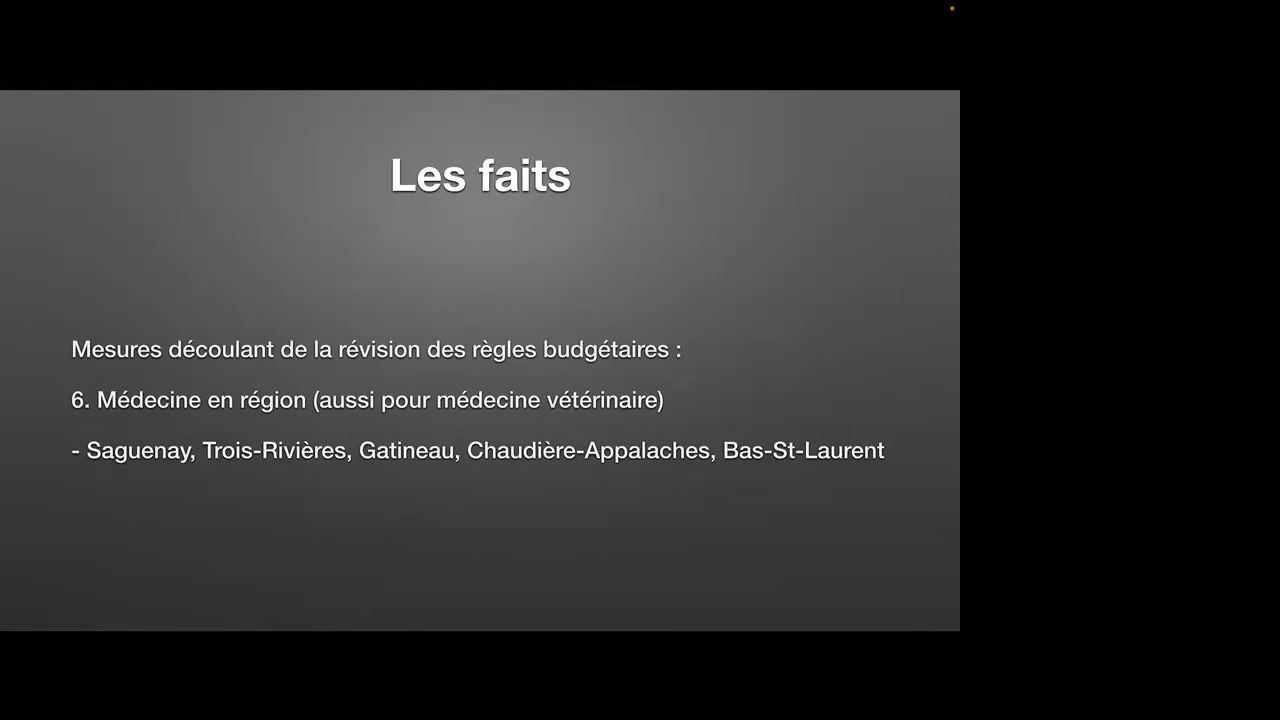 Les faits
Mesures découlant de la révision des règles budgétaires :
6. Médecine en région (aussi pour médecine vétérinaire)
- Saguenay, Trois-Rivières, Gatineau, Chaudière-Appalaches, Bas-St-Laurent